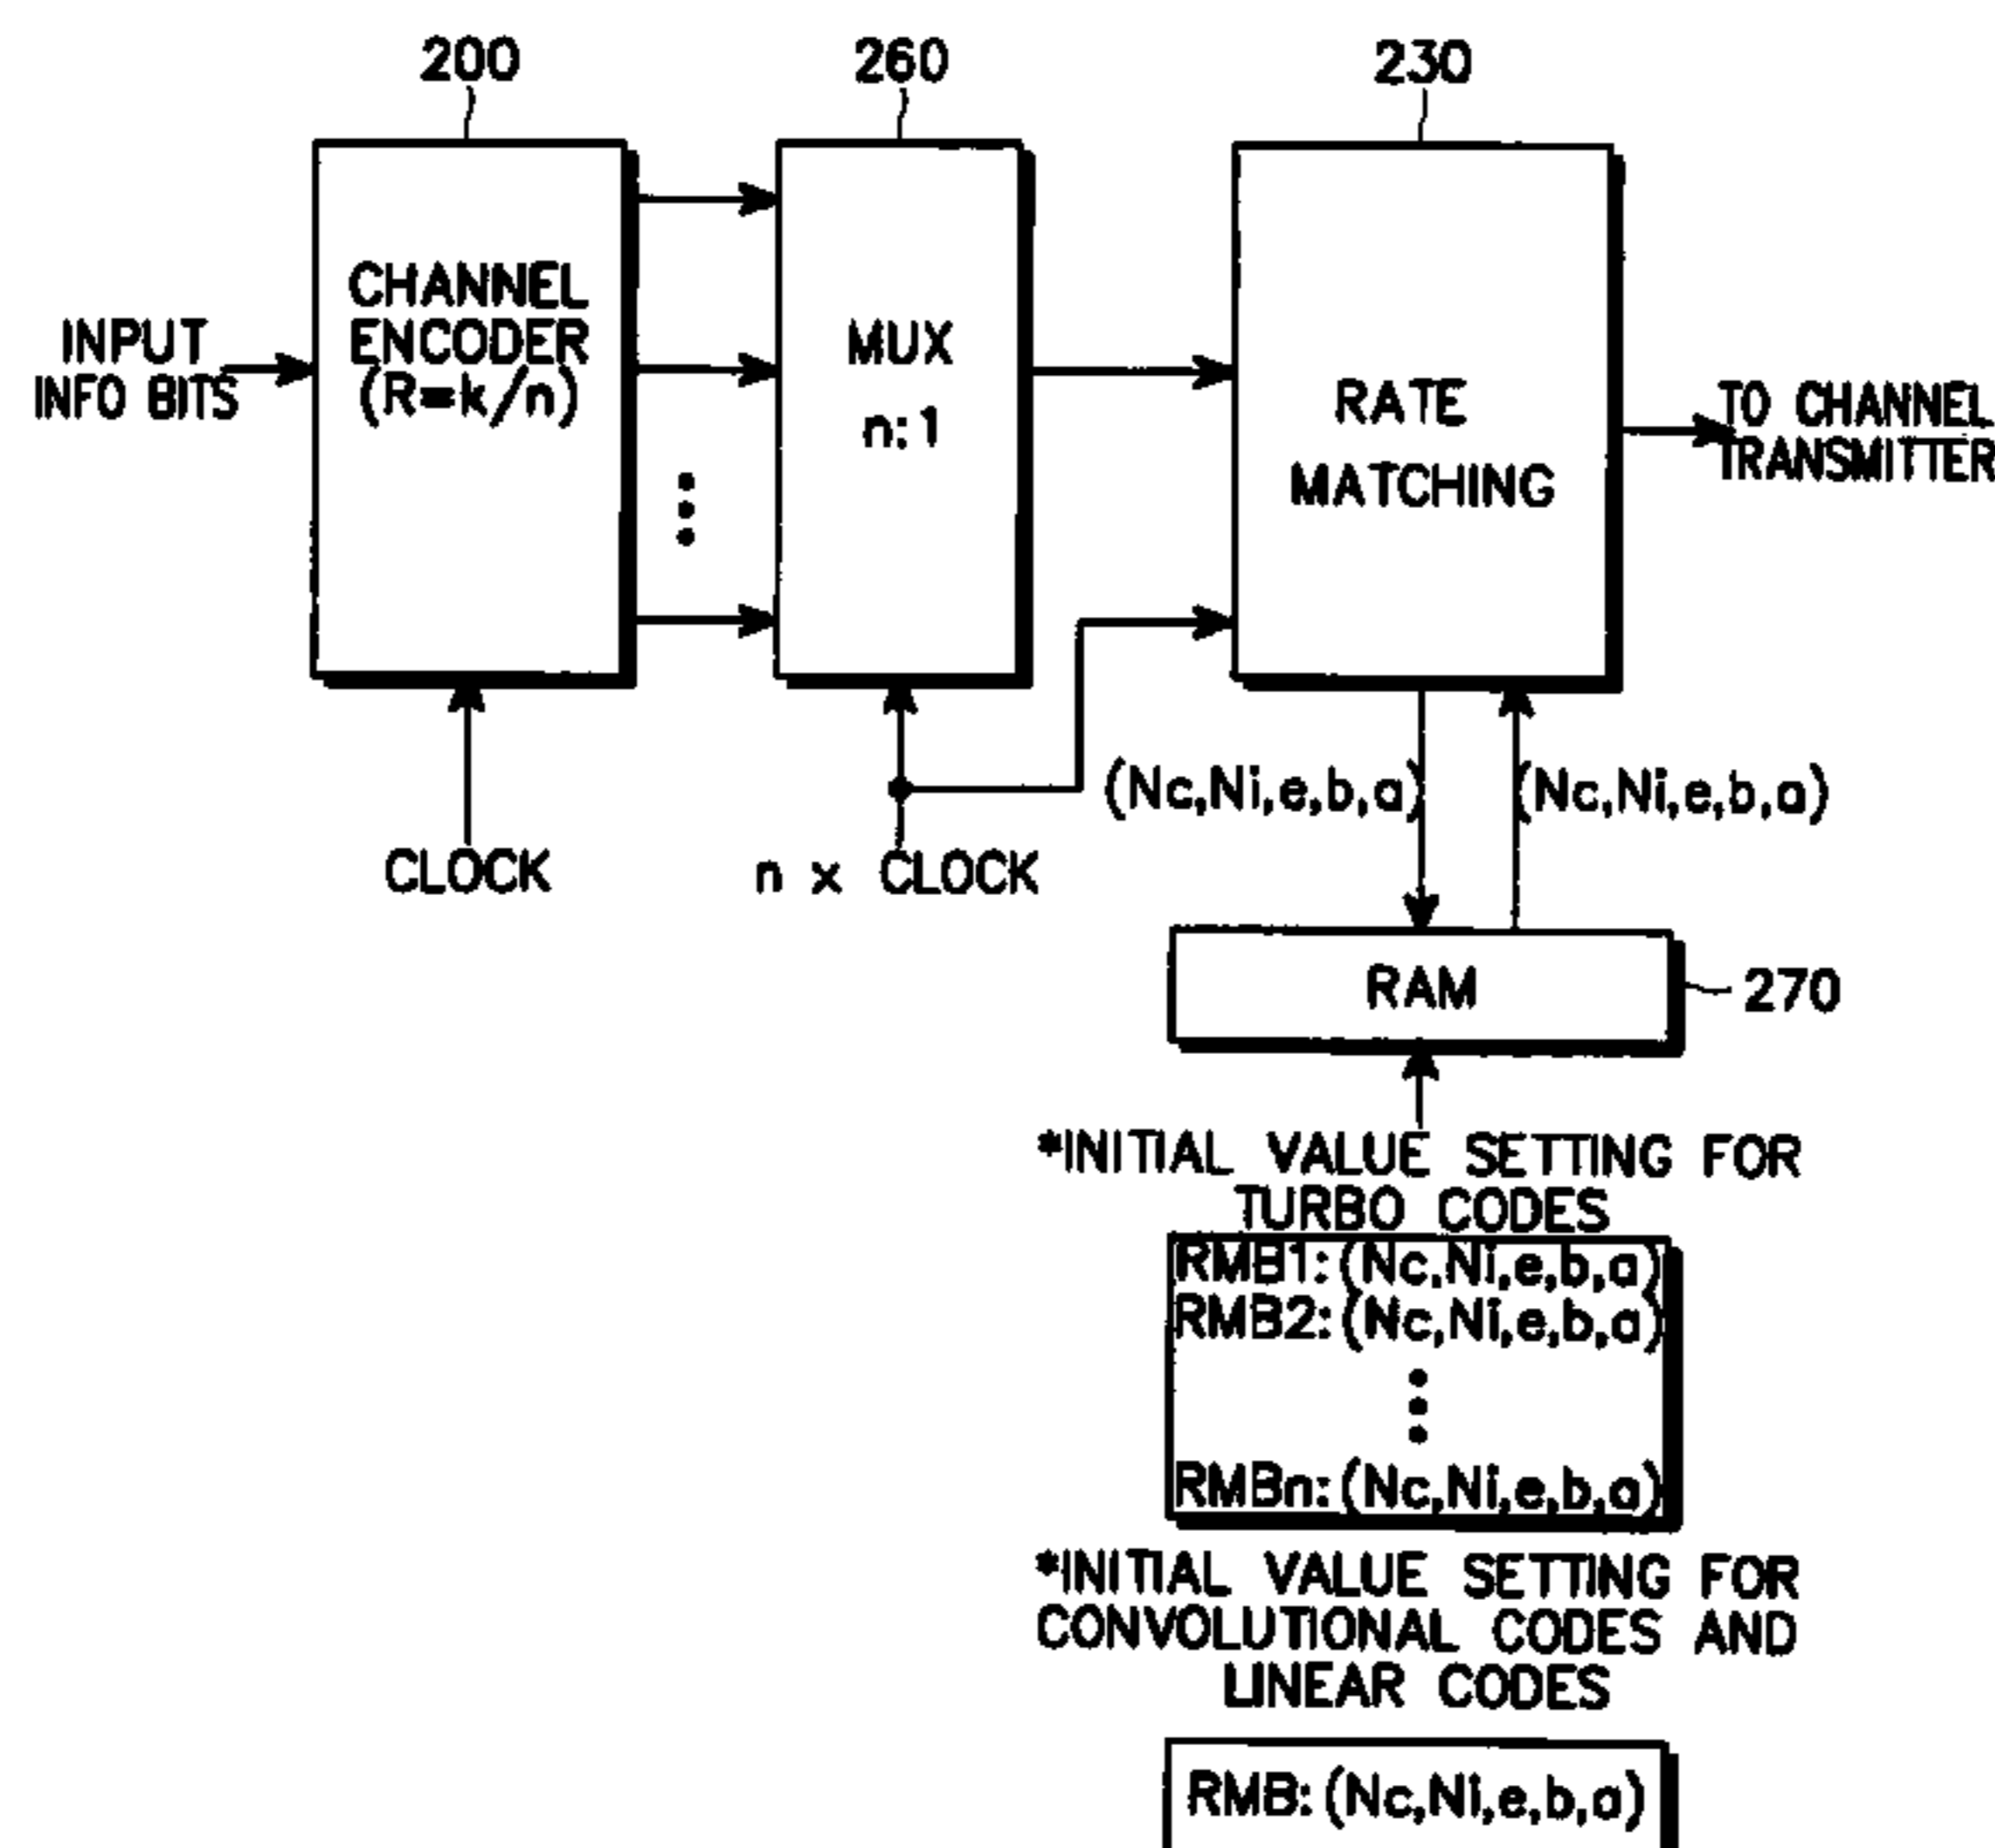 200
260
230
INPUT
INFO BITS
CHANNEL
ENCODER
(R=k/n)
MUX
n:1
RATE
MATCHING
TO CHANNEL
TRANSMITTER
CLOCK
n x CLOCK
(Nc,Ni,e,b,a)
(Nc,Ni,e,b,a)
RAM
270
*INITIAL VALUE SETTING FOR
TURBO CODES
RMB1:(Nc,Ni,e,b,a)
RMB2:(Nc,Ni,e,b,a)
RMBn:(Nc,Ni,e,b,a)
*INITIAL VALUE SETTING FOR
CONVOLUTIONAL CODES AND
LINEAR CODES
RMB:(Nc,Ni,e,b,a)